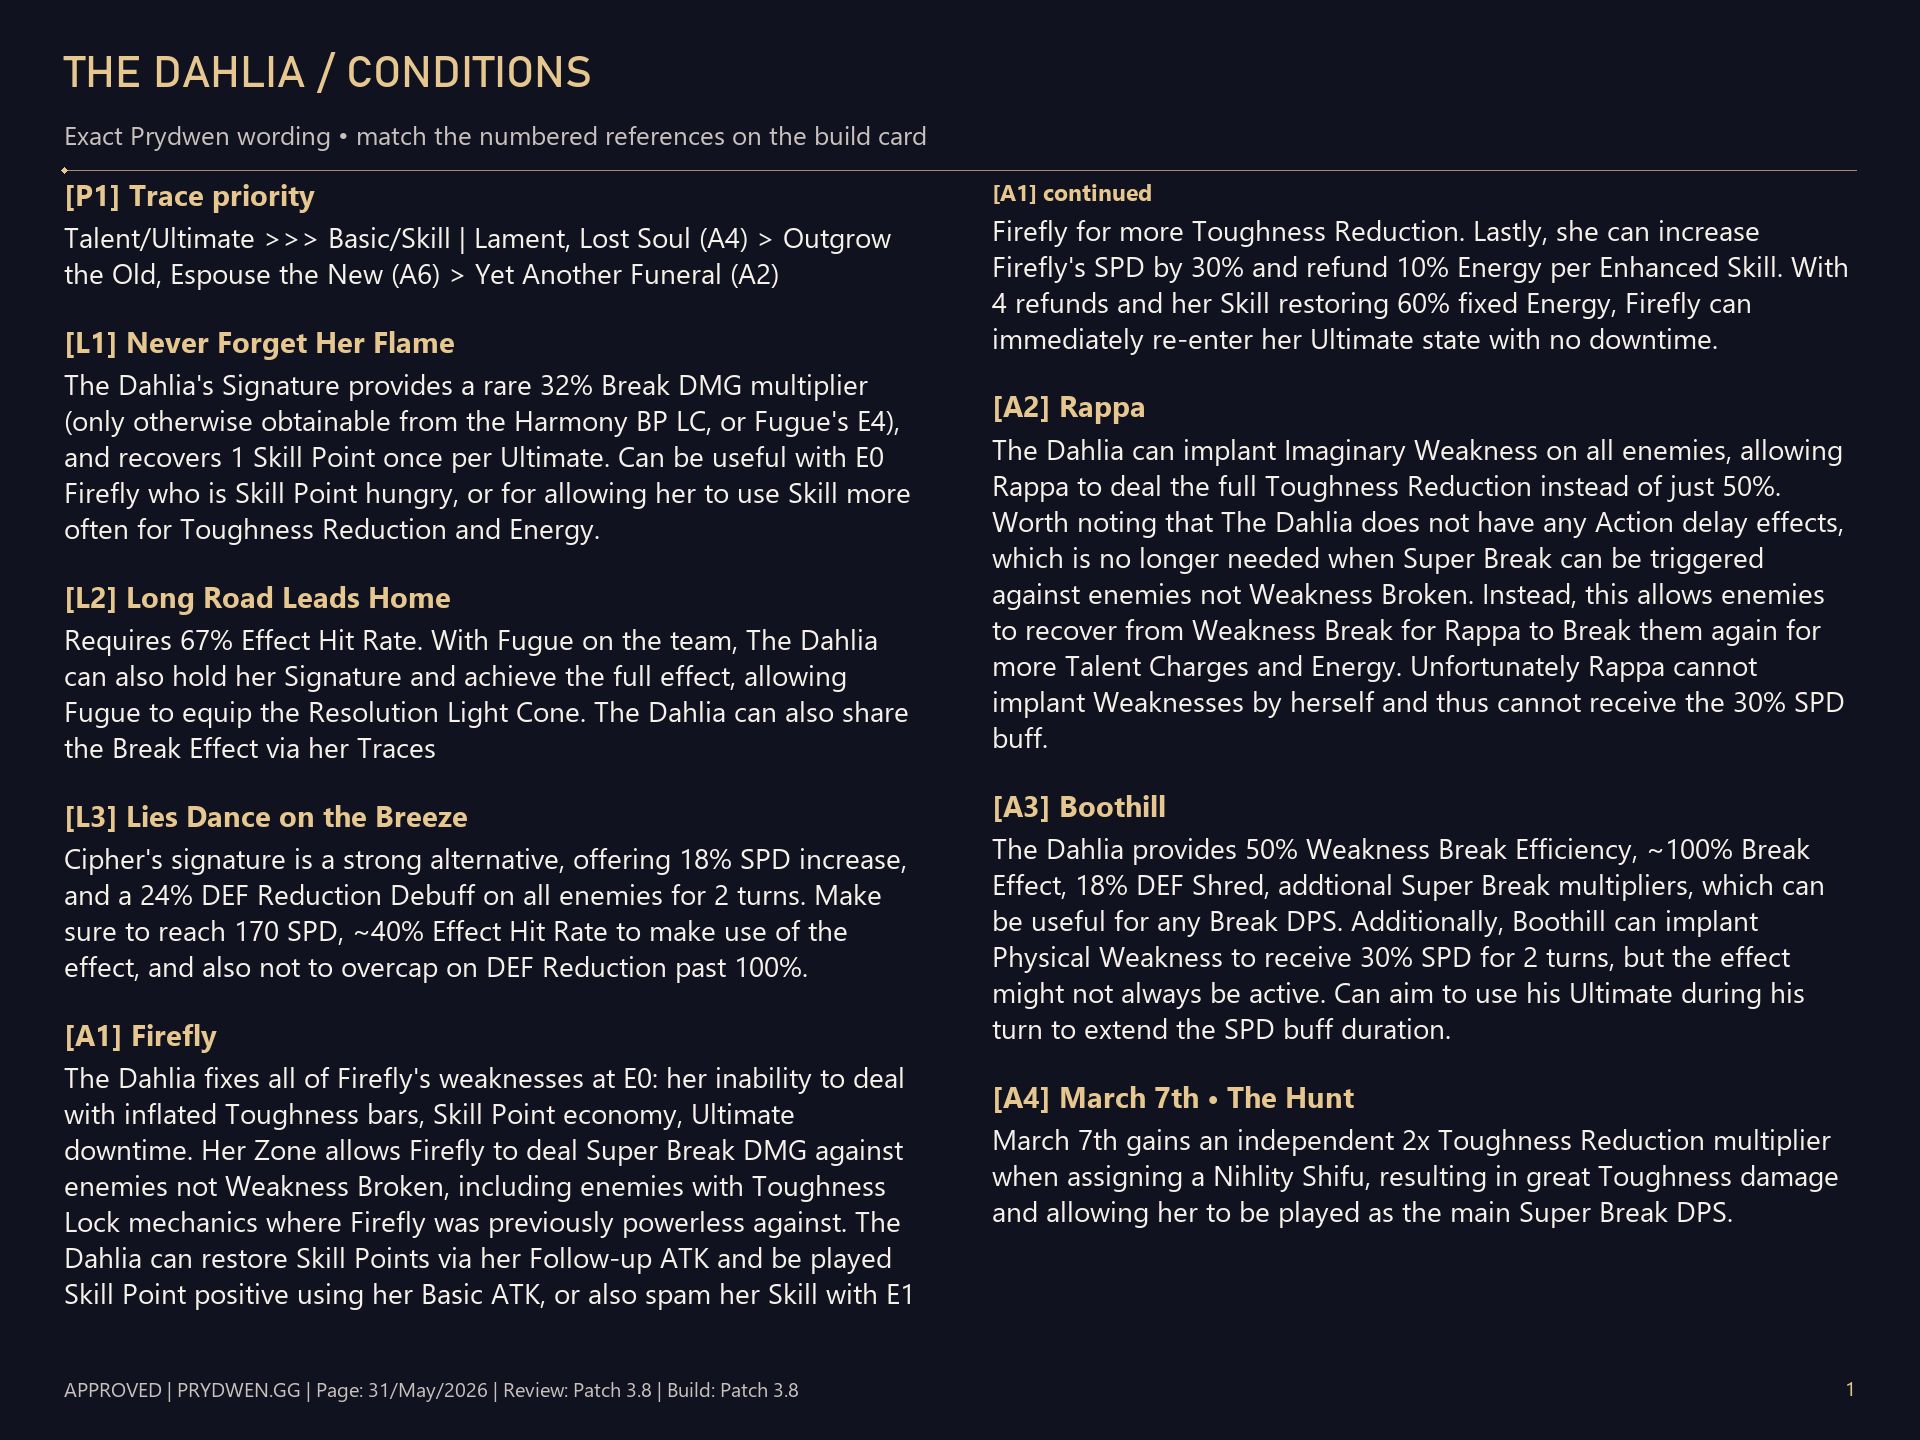 THE DAHLIA / CONDITIONS
Exact Prydwen wording • match the numbered references on the build card
[P1] Trace priority
Talent/Ultimate >>> Basic/Skill | Lament, Lost Soul (A4) > Outgrow
the Old, Espouse the New (A6) > Yet Another Funeral (A2)
[L1] Never Forget Her Flame
The Dahlia's Signature provides a rare 32% Break DMG multiplier
(only otherwise obtainable from the Harmony BP LC, or Fugue's E4),
and recovers 1 Skill Point once per Ultimate. Can be useful with E0
Firefly who is Skill Point hungry, or for allowing her to use Skill more
often for Toughness Reduction and Energy.
[L2] Long Road Leads Home
Requires 67% Effect Hit Rate. With Fugue on the team, The Dahlia
can also hold her Signature and achieve the full effect, allowing
Fugue to equip the Resolution Light Cone. The Dahlia can also share
the Break Effect via her Traces
[L3] Lies Dance on the Breeze
Cipher's signature is a strong alternative, offering 18% SPD increase,
and a 24% DEF Reduction Debuff on all enemies for 2 turns. Make
sure to reach 170 SPD, ~40% Effect Hit Rate to make use of the
effect, and also not to overcap on DEF Reduction past 100%.
[A1] Firefly
The Dahlia fixes all of Firefly's weaknesses at E0: her inability to deal
with inflated Toughness bars, Skill Point economy, Ultimate
downtime. Her Zone allows Firefly to deal Super Break DMG against
enemies not Weakness Broken, including enemies with Toughness
Lock mechanics where Firefly was previously powerless against. The
Dahlia can restore Skill Points via her Follow-up ATK and be played
Skill Point positive using her Basic ATK, or also spam her Skill with E1
[A1] continued
Firefly for more Toughness Reduction. Lastly, she can increase
Firefly's SPD by 30% and refund 10% Energy per Enhanced Skill. With
4 refunds and her Skill restoring 60% fixed Energy, Firefly can
immediately re-enter her Ultimate state with no downtime.
[A2] Rappa
The Dahlia can implant Imaginary Weakness on all enemies, allowing
Rappa to deal the full Toughness Reduction instead of just 50%.
Worth noting that The Dahlia does not have any Action delay effects,
which is no longer needed when Super Break can be triggered
against enemies not Weakness Broken. Instead, this allows enemies
to recover from Weakness Break for Rappa to Break them again for
more Talent Charges and Energy. Unfortunately Rappa cannot
implant Weaknesses by herself and thus cannot receive the 30% SPD
buff.
[A3] Boothill
The Dahlia provides 50% Weakness Break Efficiency, ~100% Break
Effect, 18% DEF Shred, addtional Super Break multipliers, which can
be useful for any Break DPS. Additionally, Boothill can implant
Physical Weakness to receive 30% SPD for 2 turns, but the effect
might not always be active. Can aim to use his Ultimate during his
turn to extend the SPD buff duration.
[A4] March 7th • The Hunt
March 7th gains an independent 2x Toughness Reduction multiplier
when assigning a Nihlity Shifu, resulting in great Toughness damage
and allowing her to be played as the main Super Break DPS.
APPROVED | PRYDWEN.GG | Page: 31/May/2026 | Review: Patch 3.8 | Build: Patch 3.8
1